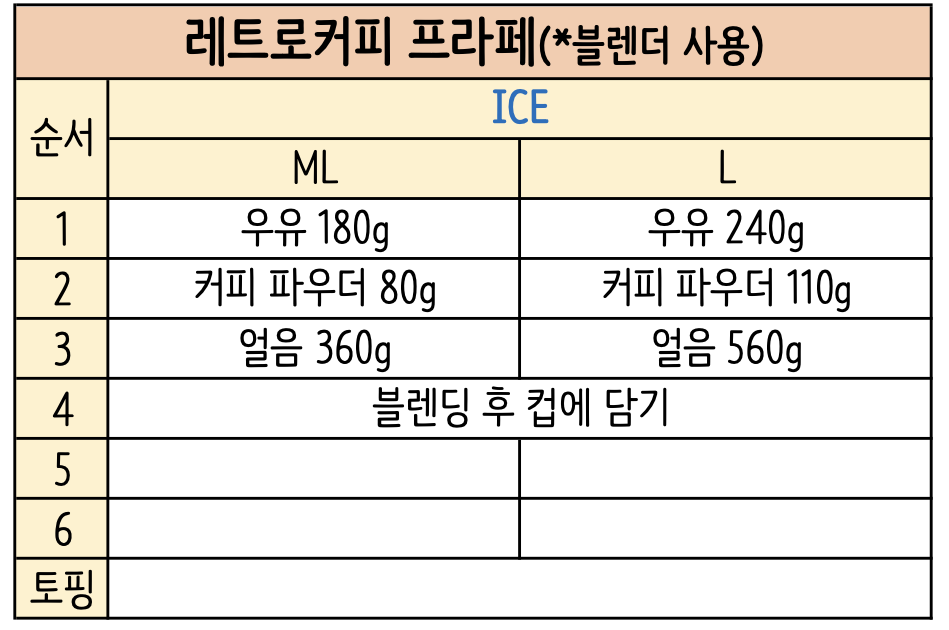 레트로커피 프라페(*블렌더 사용)
순서
ICE
ML L
1 우유 180g 우유 240g
2 커피 파우더 80g 커피 파우더 110g
3 얼음 360g 얼음 560g
4 블렌딩 후 컵에 담기
5
6
토핑